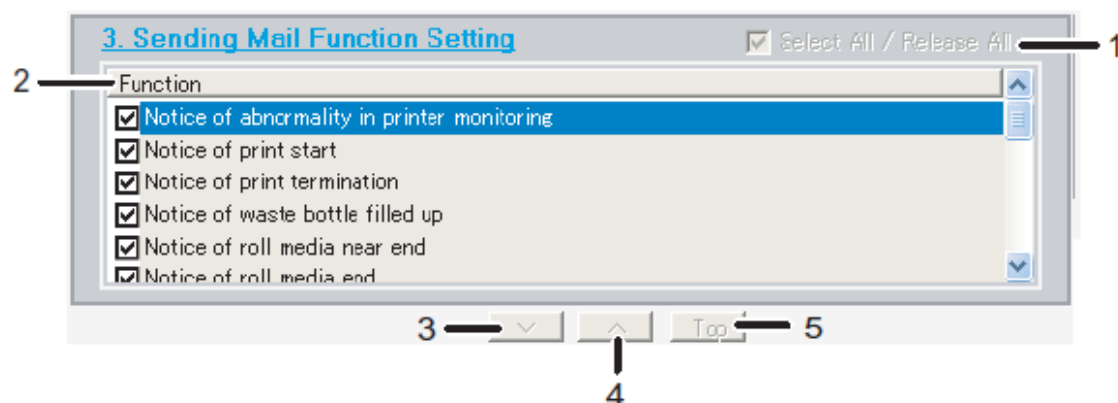 3. Sending Mail Function Setting
Select All / Release All
1
2
Function
Notice of abnormality in printer monitoring
Notice of print start
Notice of print termination
Notice of waste bottle filled up
Notice of roll media near end
Notice of roll media end
3
Top
5
4